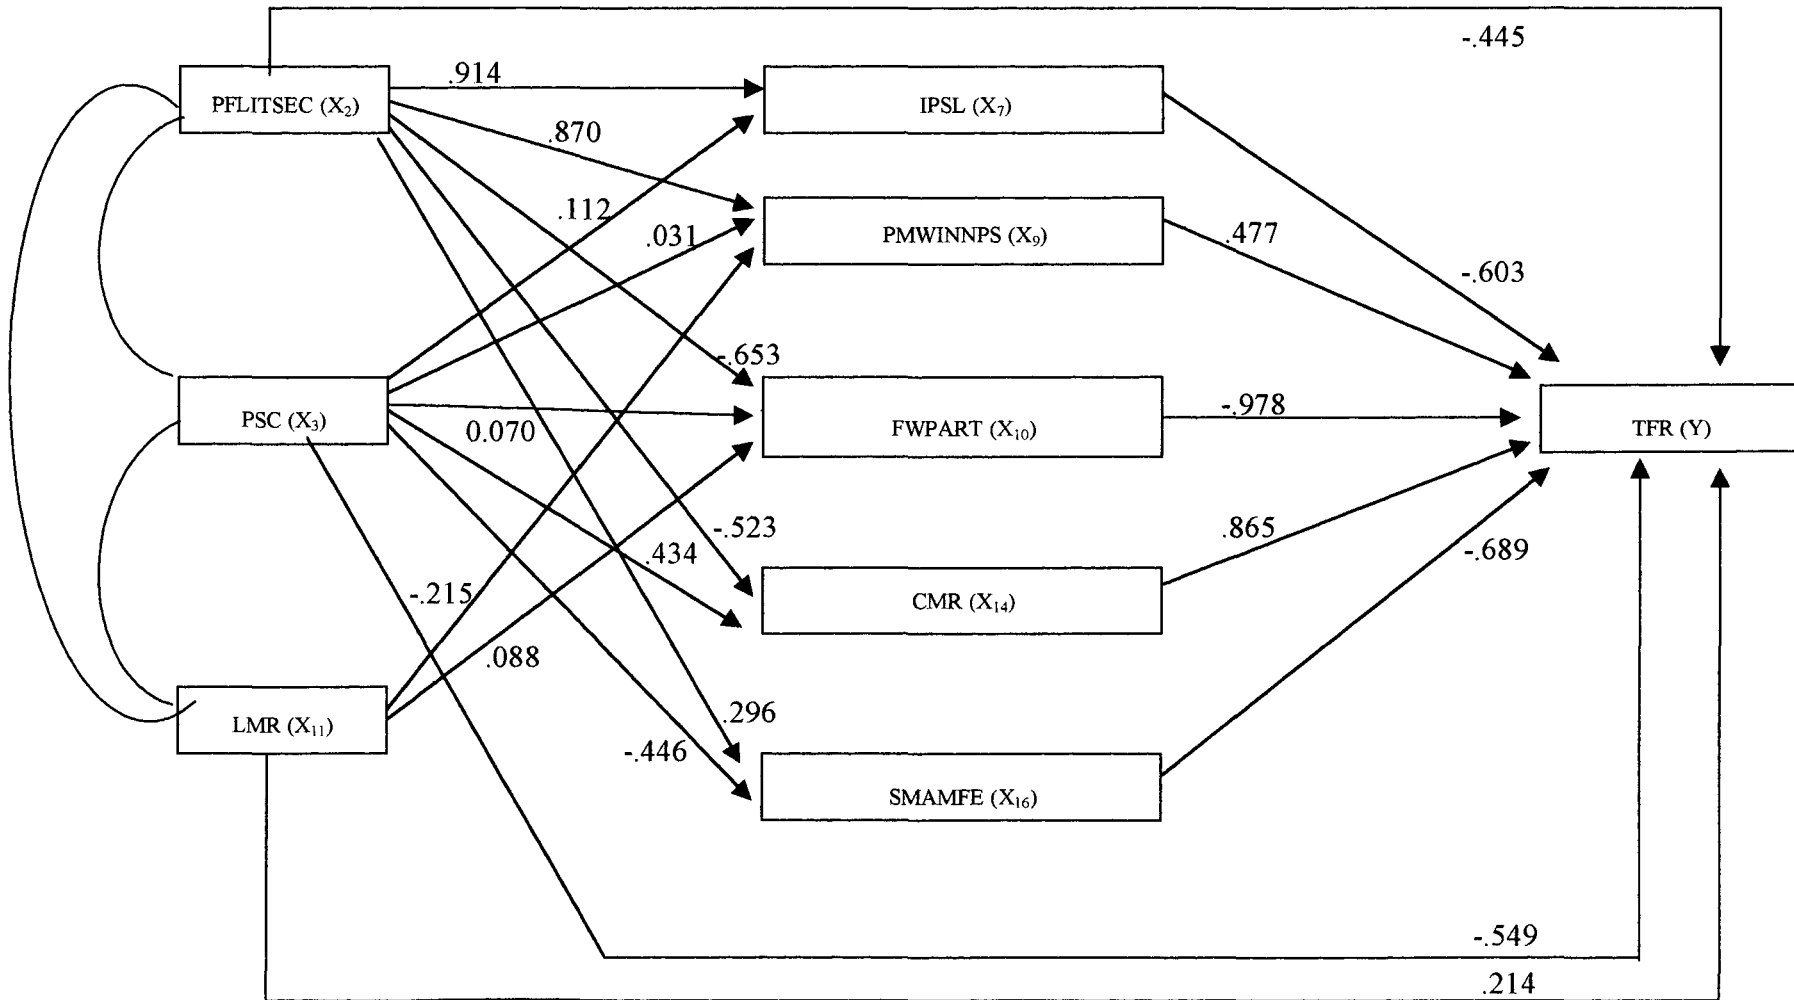 -.445
.914
PFLITSEC (X₂)
IPSL (X₇)
.870
.112
.031
PMWINNPS (X₉)
.477
-.603
-.653
PSC (X₃)
0.070
FWPART (X₁₀)
-.978
TFR (Y)
-.523
.434
.865
-.689
-.215
CMR (X₁₄)
.088
LMR (X₁₁)
.296
-.446
SMAMFE (X₁₆)
-.549
.214